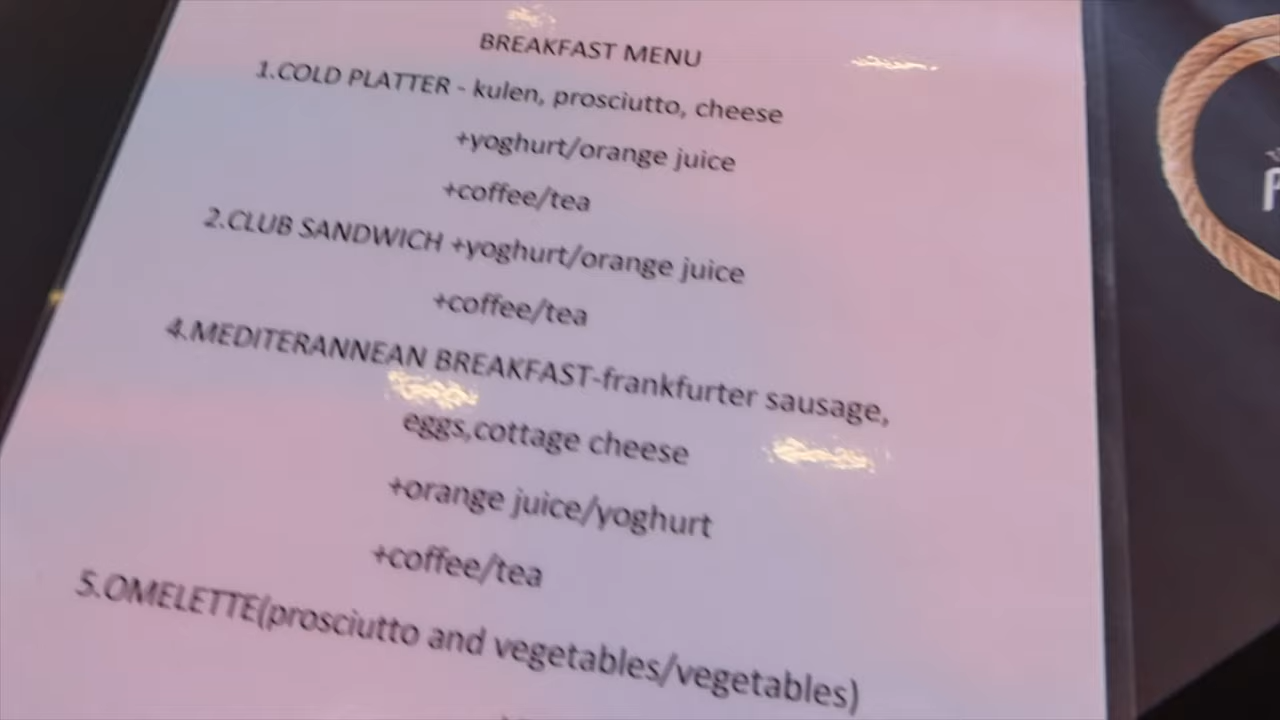 BREAKFAST MENU
1.COLD PLATTER - kulen, prosciutto, cheese
+yoghurt/orange juice
+coffee/tea
2.CLUB SANDWICH +yoghurt/orange juice
+coffee/tea
4.MEDITERANNEAN BREAKFAST-frankfurter sausage,
eggs,cottage cheese
+orange juice/yoghurt
+coffee/tea
5.OMELETTE(prosciutto and vegetables/vegetables)